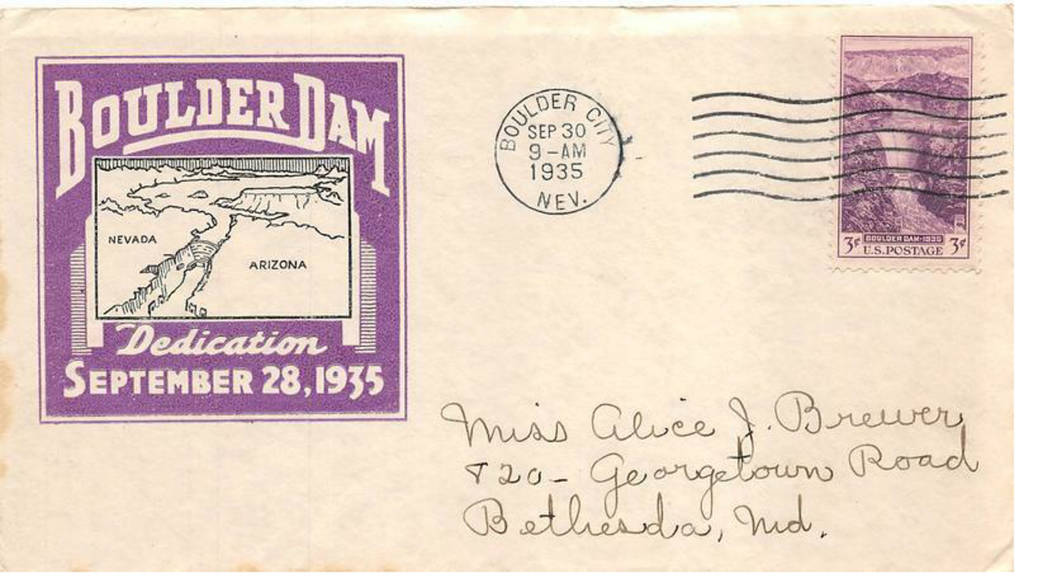 BOULDER DAM
NEVADA
ARIZONA
Dedication
SEPTEMBER 28, 1935
BOULDER CITY
SEP 30
9-AM
1935
NEV.
BOULDER DAM-1935
3¢ U.S. POSTAGE 3¢
Miss Alice J. Brewer
820- Georgetown Road
Bethesda, Md.